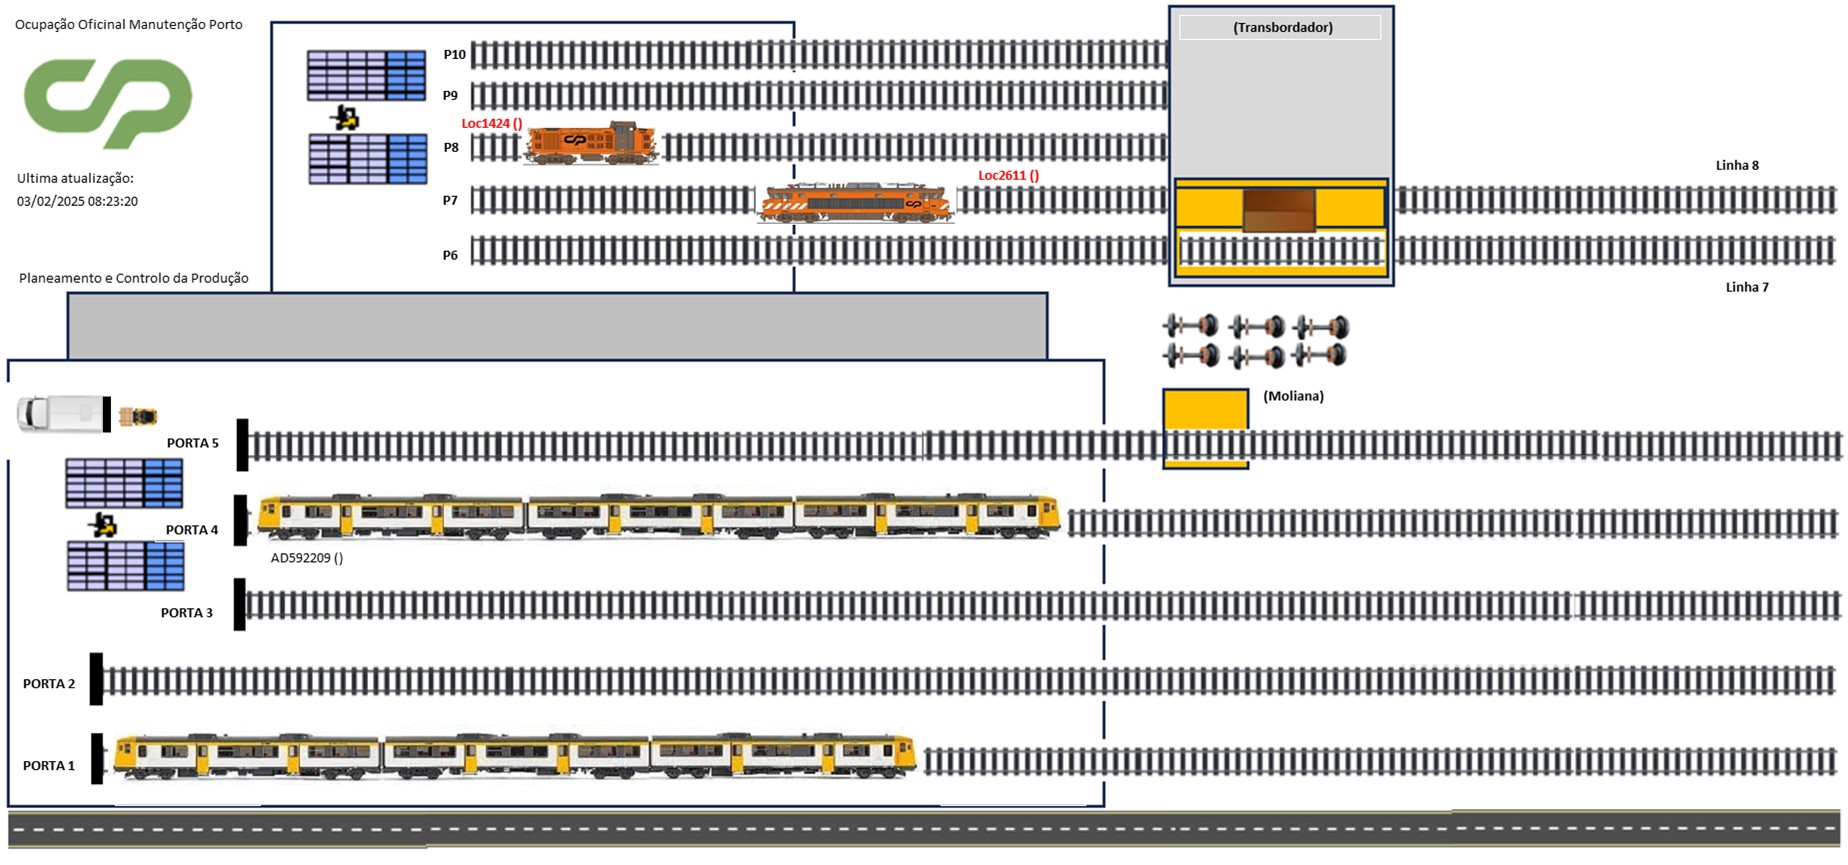 Ocupação Oficinal Manutenção Porto
Ultima atualização:
03/02/2025 08:23:20
Planeamento e Controlo da Produção
(Transbordador)
P10
P9
Loc1424 ()
P8
Loc2611 ()
P7
P6
Linha 8
Linha 7
(Moliana)
PORTA 5
PORTA 4
AD592209 ()
PORTA 3
PORTA 2
PORTA 1